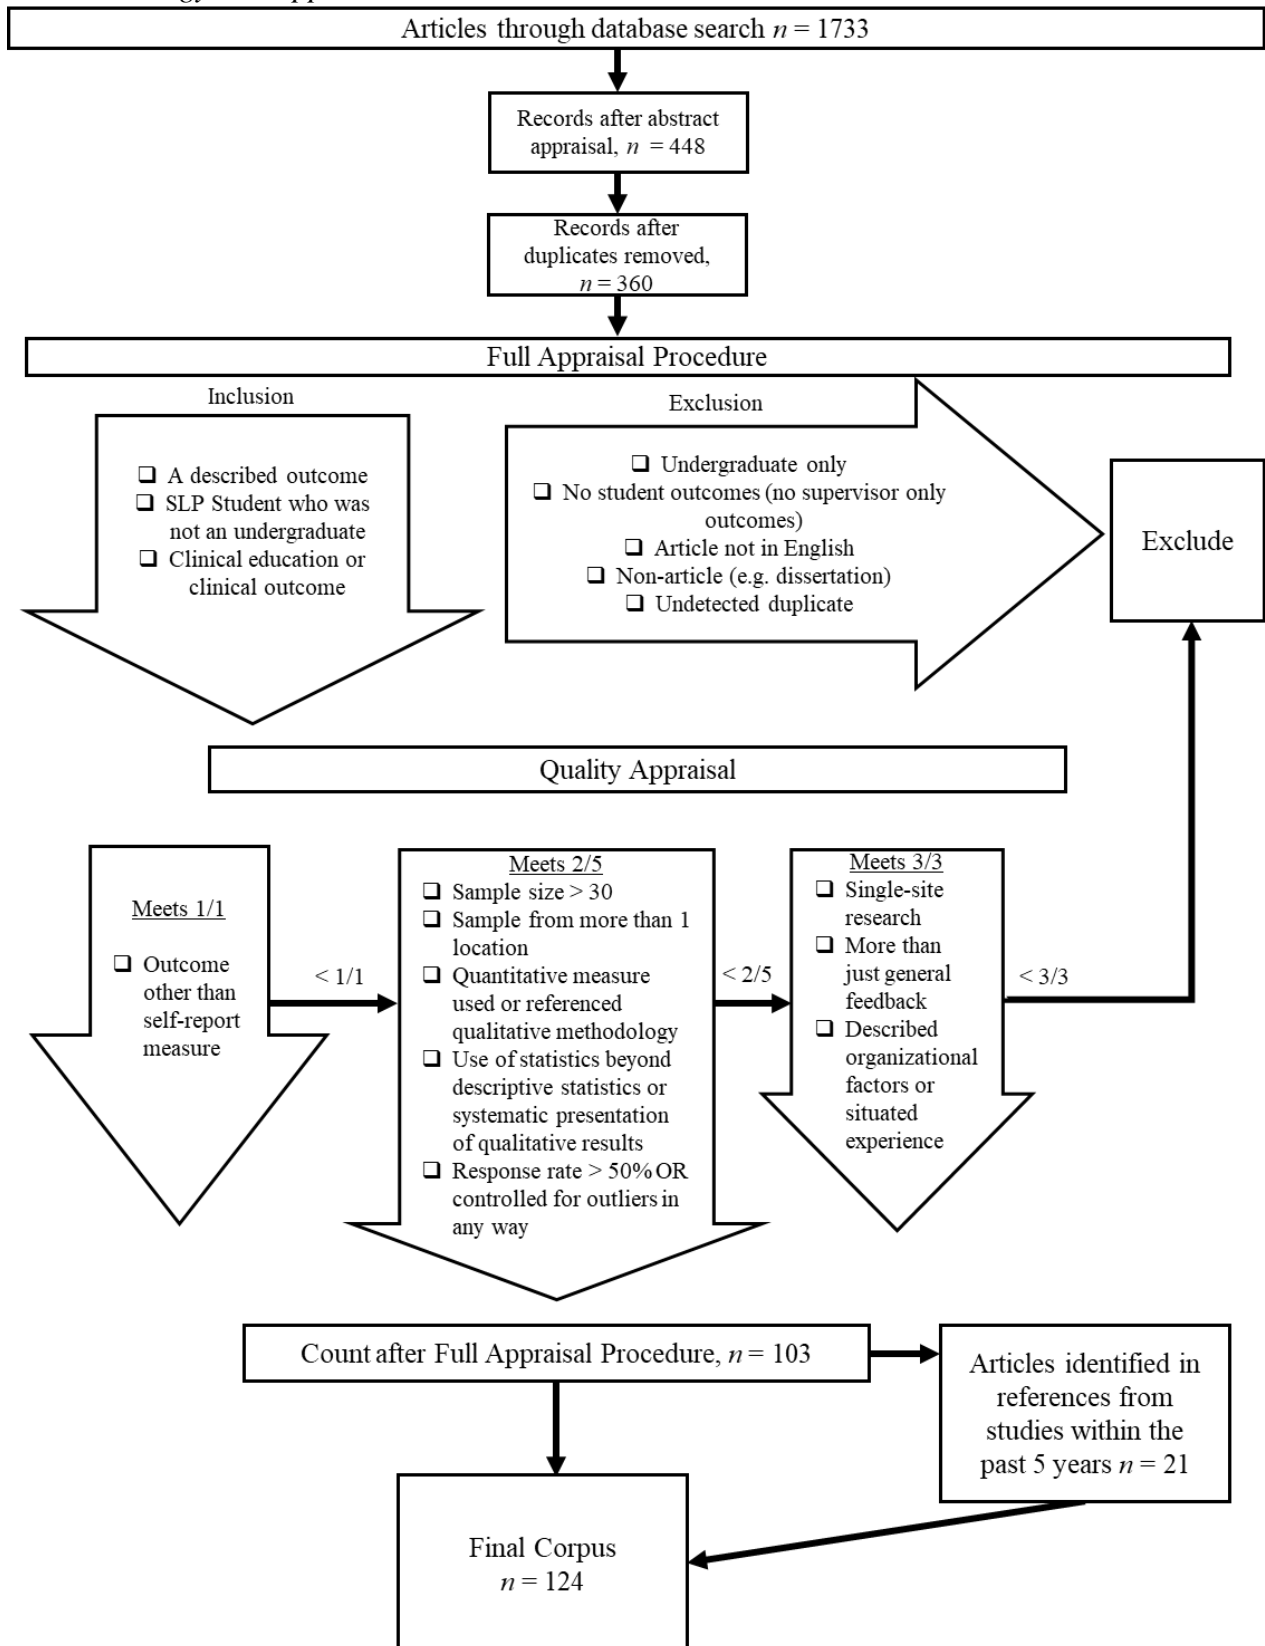 Articles through database search n = 1733
Records after abstract
appraisal, n = 448
Records after
duplicates removed,
n = 360
Full Appraisal Procedure
Inclusion
❑ A described outcome
❑ SLP Student who was
not an undergraduate
❑ Clinical education or
clinical outcome
Exclusion
❑ Undergraduate only
❑ No student outcomes (no supervisor only
outcomes)
❑ Article not in English
❑ Non-article (e.g. dissertation)
❑ Undetected duplicate
Exclude
Quality Appraisal
Meets 1/1
❑ Outcome
other than
self-report
measure
< 1/1
Meets 2/5
❑ Sample size > 30
❑ Sample from more than 1
location
❑ Quantitative measure
used or referenced
qualitative methodology
❑ Use of statistics beyond
descriptive statistics or
systematic presentation
of qualitative results
❑ Response rate > 50% OR
controlled for outliers in
any way
< 2/5
Meets 3/3
❑ Single-site
research
❑ More than
just general
feedback
❑ Described
organizational
factors or
situated
experience
< 3/3
Count after Full Appraisal Procedure, n = 103
Articles identified in
references from
studies within the
past 5 years n = 21
Final Corpus
n = 124